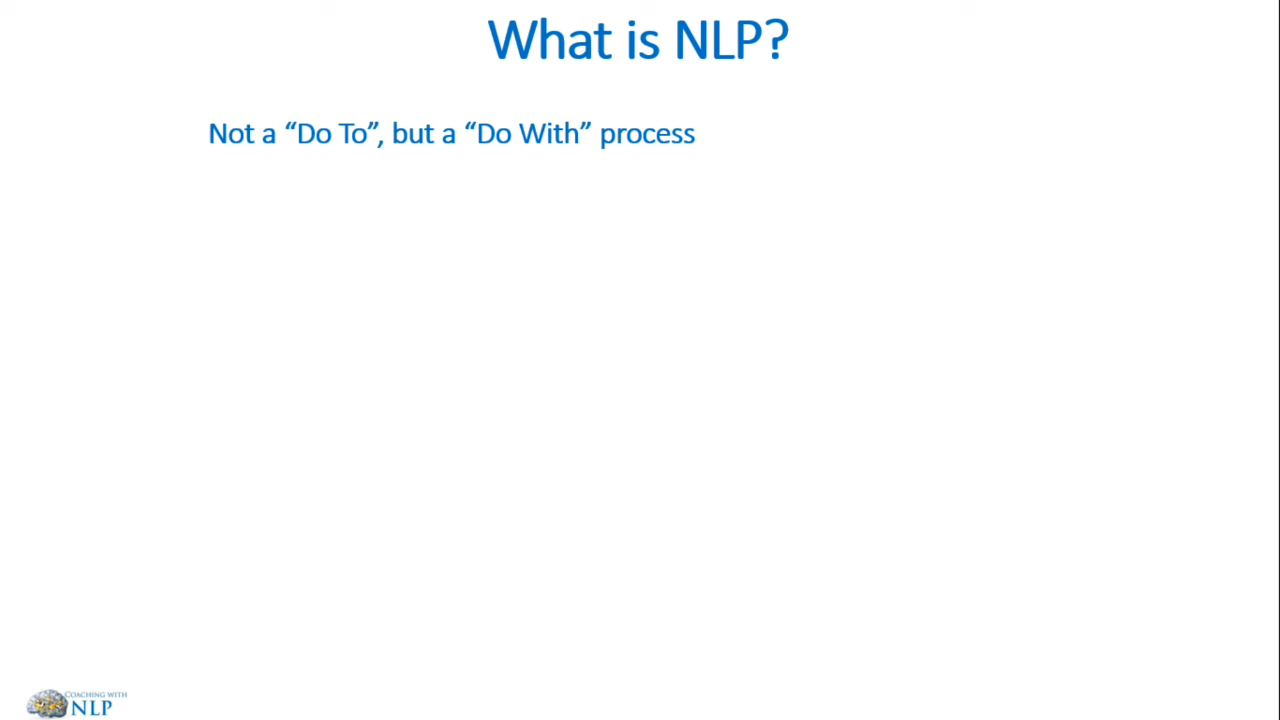 What is NLP?
Not a “Do To”, but a “Do With” process
COACHING WITH
NLP